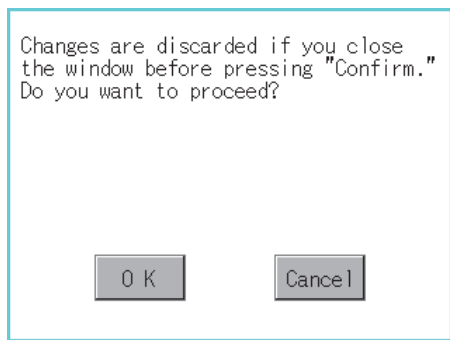 Changes are discarded if you close
the window before pressing "Confirm."
Do you want to proceed?
O K
Cancel